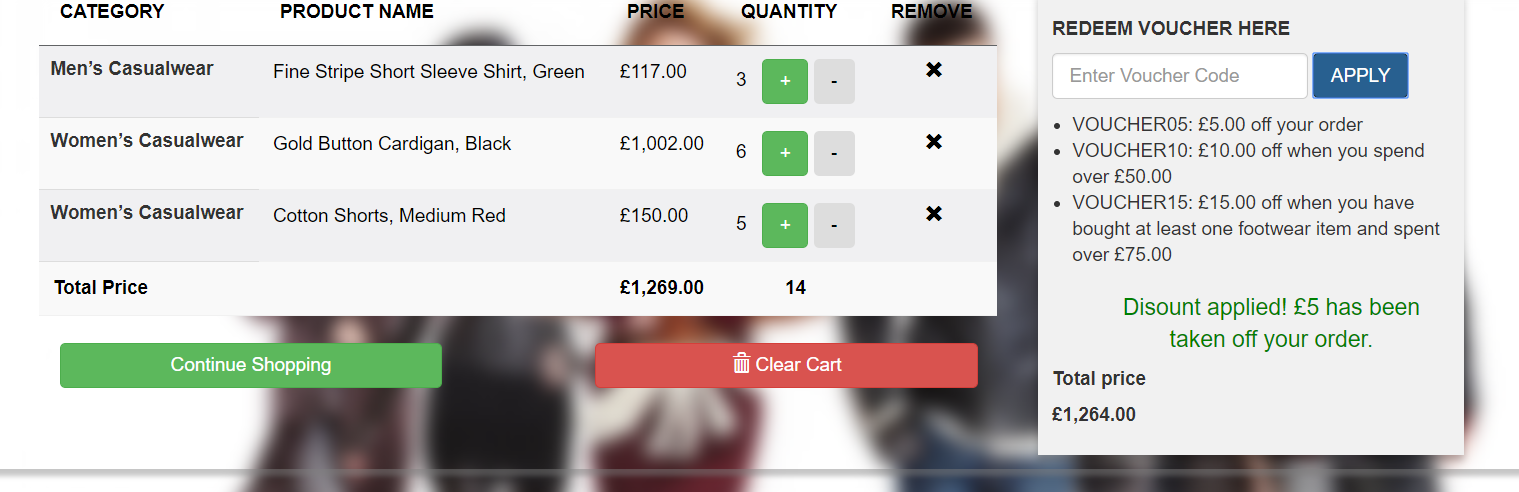 CATEGORY PRODUCT NAME PRICE QUANTITY REMOVE
Men’s Casualwear Fine Stripe Short Sleeve Shirt, Green £117.00 3 + - ✖
Women’s Casualwear Gold Button Cardigan, Black £1,002.00 6 + - ✖
Women’s Casualwear Cotton Shorts, Medium Red £150.00 5 + - ✖
Total Price £1,269.00 14
Continue Shopping Clear Cart
REDEEM VOUCHER HERE
Enter Voucher Code APPLY
• VOUCHER05: £5.00 off your order
• VOUCHER10: £10.00 off when you spend
over £50.00
• VOUCHER15: £15.00 off when you have
bought at least one footwear item and spent
over £75.00
Disount applied! £5 has been
taken off your order.
Total price
£1,264.00